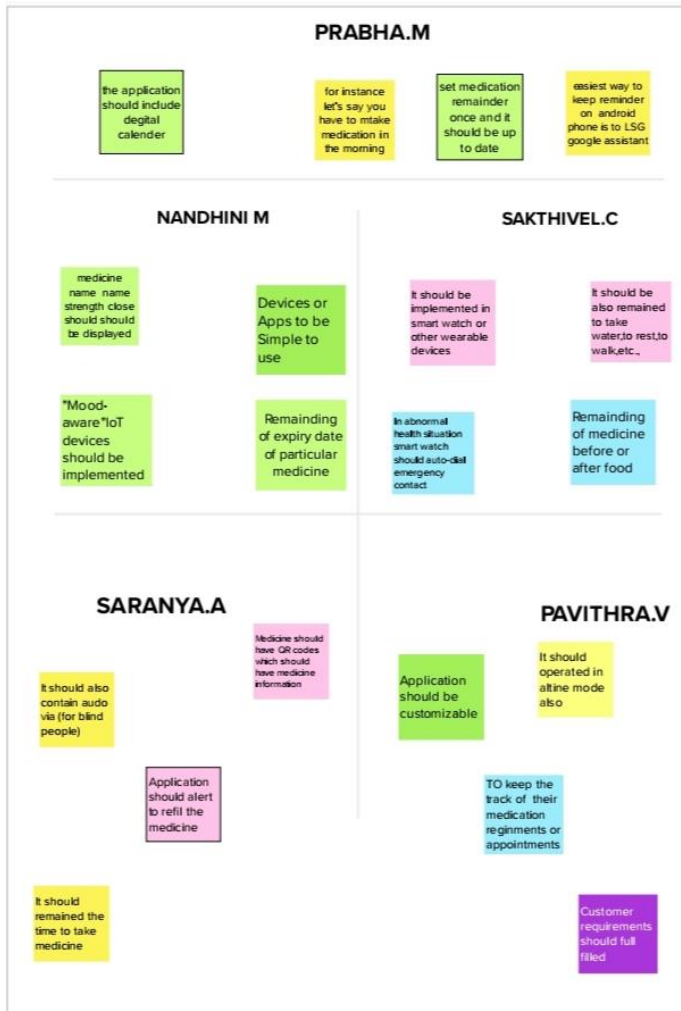 PRABHA.M
the application
should include
degital
calender
for instance
let's say you
have to mtake
medication in
the morning
set medication
remainder
once and it
should be up
to date
easiest way to
keep reminder
on android
phone is to LSG
google assistant
NANDHINI M
medicine
name name
strength close
should should
be displayed
Devices or
Apps to be
Simple to
use
"Mood-
aware"IoT
devices
should be
implemented
Remainding
of expiry date
of particular
medicine
SAKTHIVEL.C
It should be
implemented in
smart watch or
other wearable
devices
It should be
also remained
to take
water,to rest,to
walk,etc..,
In abnormal
health situation
smart watch
should auto-dial
emergency
contact
Remainding
of medicine
before or
after food
SARANYA.A
Medicine should
have QR codes
which should
have medicine
information
It should also
contain audo
via (for blind
people)
Application
should alert
to refil the
medicine
It should
remained the
time to take
medicine
PAVITHRA.V
Application
should be
customizable
It should
operated in
altine mode
also
TO keep the
track of their
medication
reginments or
appointments
Customer
requirements
should full
filled